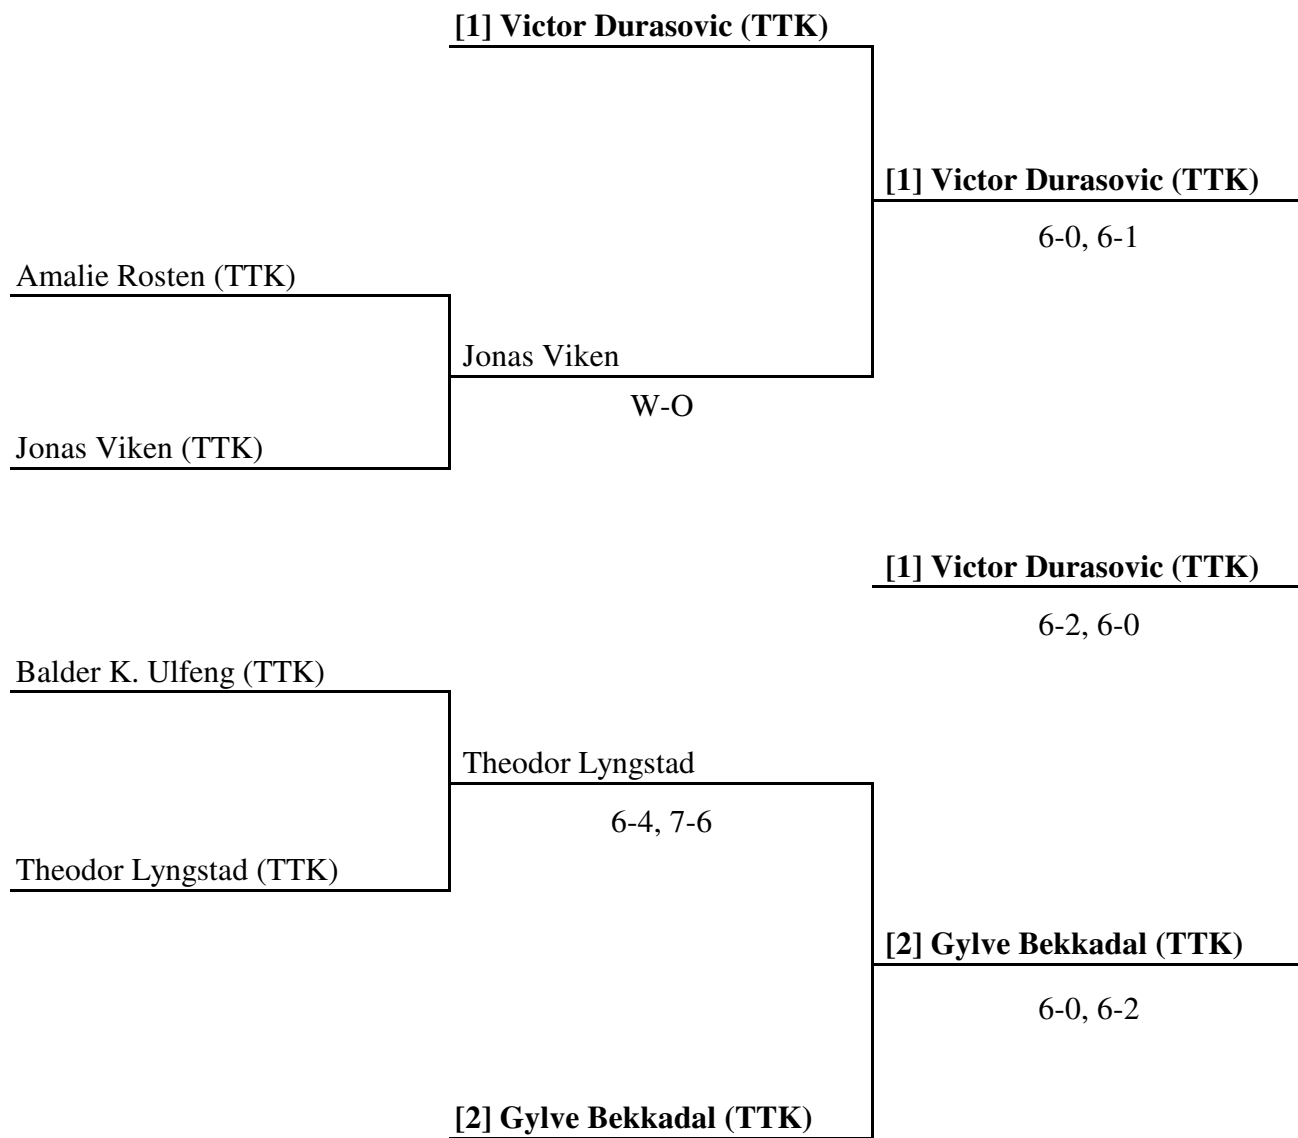 [1] Victor Durasovic (TTK)
[1] Victor Durasovic (TTK)
6-0, 6-1
Amalie Rosten (TTK)
Jonas Viken
W-O
Jonas Viken (TTK)
[1] Victor Durasovic (TTK)
6-2, 6-0
Balder K. Ulfeng (TTK)
Theodor Lyngstad
6-4, 7-6
Theodor Lyngstad (TTK)
[2] Gylve Bekkadal (TTK)
6-0, 6-2
[2] Gylve Bekkadal (TTK)